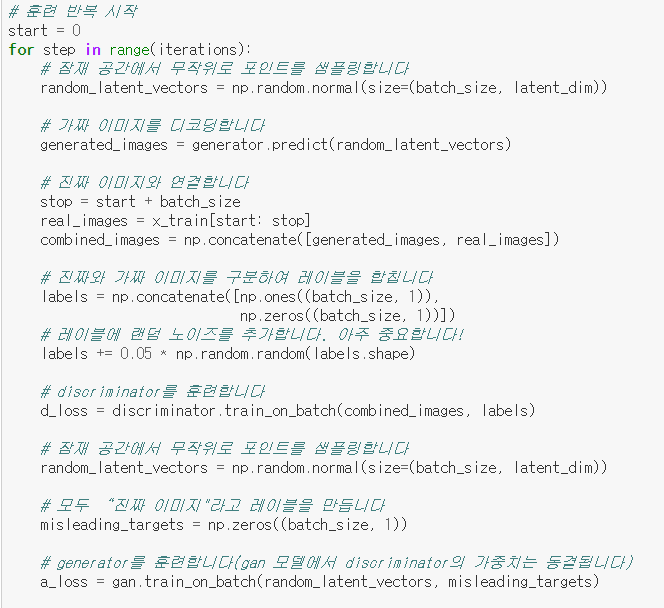 # 훈련 반복 시작
start = 0
for step in range(iterations):
# 잠재 공간에서 무작위로 포인트를 샘플링합니다
random_latent_vectors = np.random.normal(size=(batch_size, latent_dim))
# 가짜 이미지를 디코딩합니다
generated_images = generator.predict(random_latent_vectors)
# 진짜 이미지와 연결합니다
stop = start + batch_size
real_images = x_train[start: stop]
combined_images = np.concatenate([generated_images, real_images])
# 진짜와 가짜 이미지를 구분하여 레이블을 합칩니다
labels = np.concatenate([np.ones((batch_size, 1)),
np.zeros((batch_size, 1))])
# 레이블에 랜덤 노이즈를 추가합니다. 아주 중요합니다!
labels += 0.05 * np.random.random(labels.shape)
# discriminator를 훈련합니다
d_loss = discriminator.train_on_batch(combined_images, labels)
# 잠재 공간에서 무작위로 포인트를 샘플링합니다
random_latent_vectors = np.random.normal(size=(batch_size, latent_dim))
# 모두 “진짜 이미지"라고 레이블을 만듭니다
misleading_targets = np.zeros((batch_size, 1))
# generator를 훈련합니다(gan 모델에서 discriminator의 가중치는 동결됩니다)
a_loss = gan.train_on_batch(random_latent_vectors, misleading_targets)